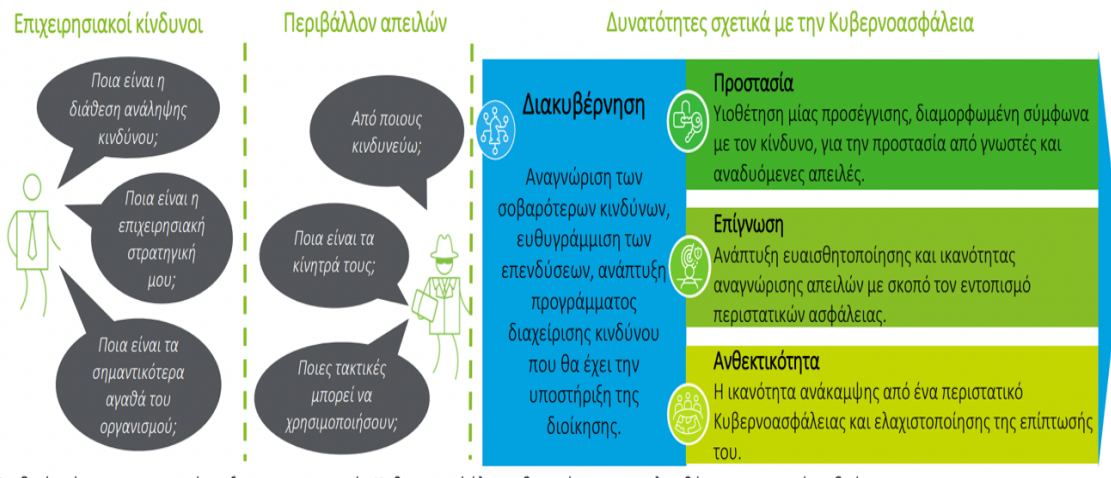 Επιχειρησιακοί κίνδυνοι
Ποια είναι η
διάθεση ανάληψης
κινδύνου;
Ποια είναι η
επιχειρησιακή
στρατηγική
μου;
Ποια είναι τα
σημαντικότερα
αγαθά του
οργανισμού;
Περιβάλλον απειλών
Από ποιους
κινδυνεύω;
Ποια είναι τα
κίνητρά τους;
Ποιες τακτικές
μπορεί να
χρησιμοποιήσουν;
Δυνατότητες σχετικά με την Κυβερνοασφάλεια
Διακυβέρνηση
Αναγνώριση των
σοβαρότερων κινδύνων,
ευθυγράμμιση των
επενδύσεων, ανάπτυξη
προγράμματος
διαχείρισης κινδύνου
που θα έχει την
υποστήριξη της
διοίκησης.
Προστασία
Υιοθέτηση μίας προσέγγισης, διαμορφωμένη σύμφωνα
με τον κίνδυνο, για την προστασία από γνωστές και
αναδυόμενες απειλές.
Επίγνωση
Ανάπτυξη ευαισθητοποίησης και ικανότητας
αναγνώρισης απειλών με σκοπό τον εντοπισμό
περιστατικών ασφάλειας.
Ανθεκτικότητα
Η ικανότητα ανάκαμψης από ένα περιστατικό
Κυβερνοασφάλειας και ελαχιστοποίησης της επίπτωσής
του.